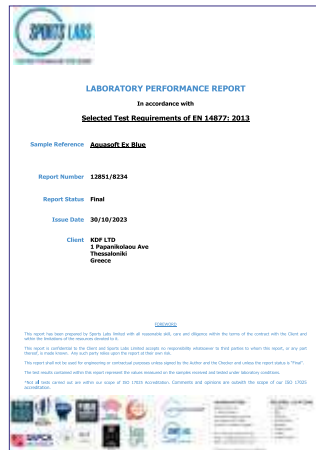 SPORTS LABS
LABORATORY PERFORMANCE REPORT
In accordance with
Selected Test Requirements of EN 14877: 2013
Sample Reference Aquasoft Ex Blue
Report Number 12851/8234
Report Status Final
Issue Date 30/10/2023
Client KDF LTD
1 Papanikolaou Ave
Thessaloniki
Greece
FOREWORD
This report has been prepared by Sports Labs limited with all reasonable skill, care and diligence within the terms of the contract with the Client and
within the limitations of the resources devoted to it.
This report is confidential to the Client and Sports Labs Limited accepts no responsibility whatsoever to third parties to whom this report, or any part
thereof, is made known. Any such party relies upon the report at their own risk.
This report shall not be used for engineering or contractual purposes unless signed by the Author and the Director and unless the report status is "Final".
The test results contained within the report represent the values measured on the samples received and tested under laboratory conditions.
*Not all tests carried out are within our scope of ISO 17025 Accreditation. Comments and opinions are outwith the scope of our ISO 17025
accreditation